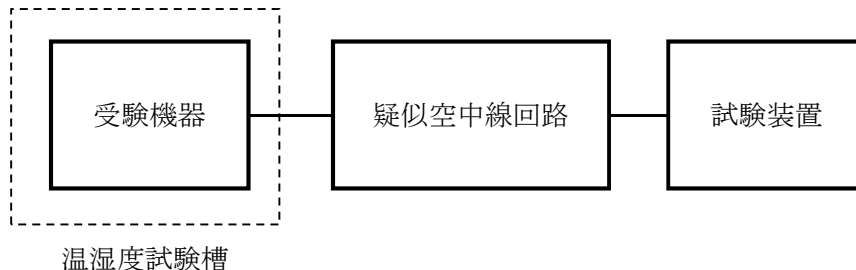 受験機器
疑似空中線回路
試験装置
温湿度試験槽